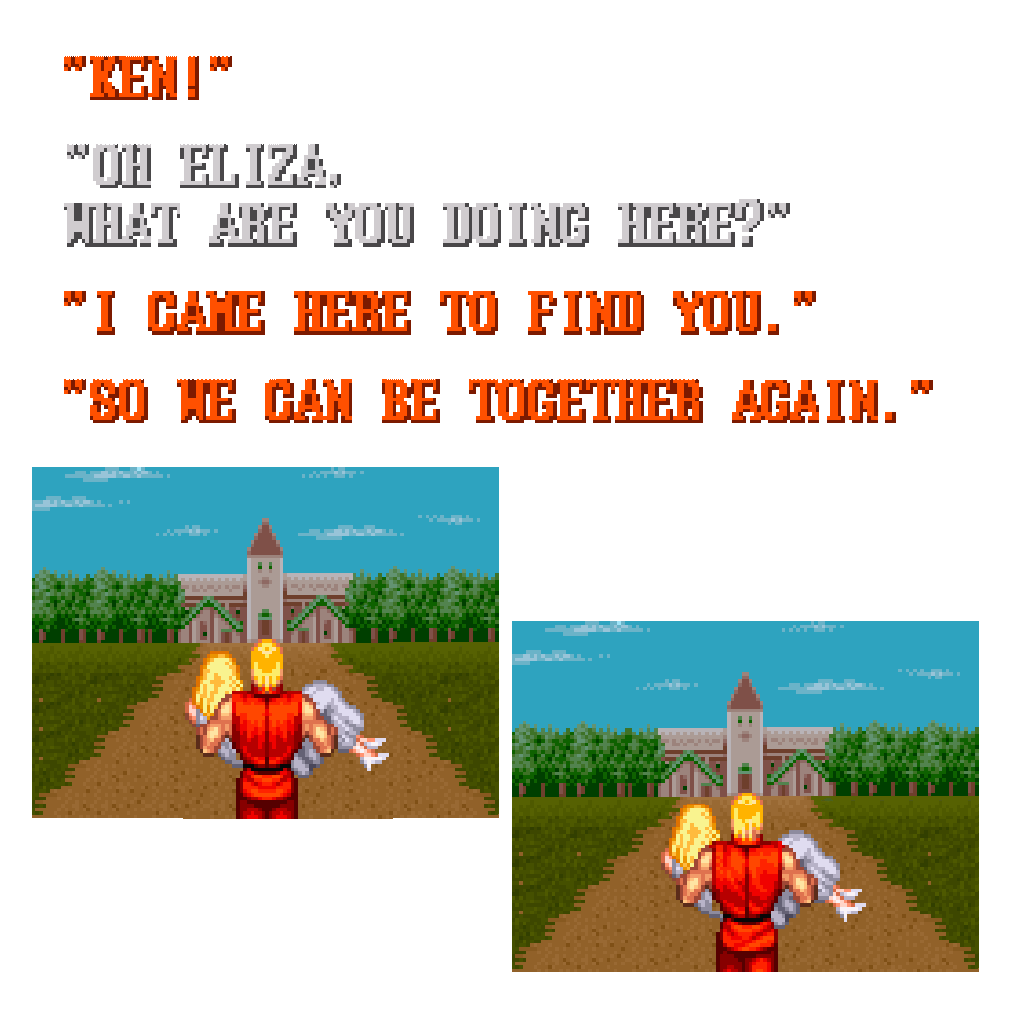 "KEN!"
"OH ELIZA.
WHAT ARE YOU DOING HERE?"
"I CAME HERE TO FIND YOU."
"SO WE CAN BE TOGETHER AGAIN."